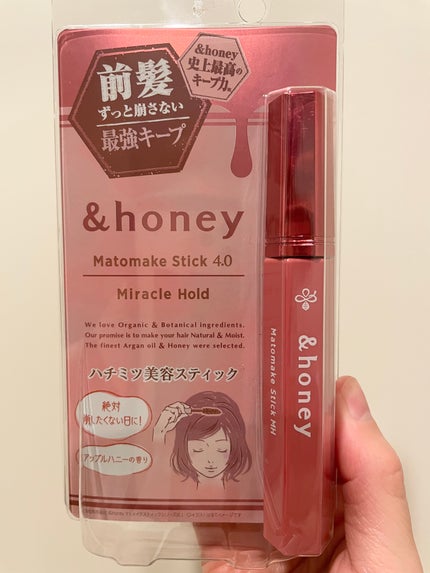 前髪
ずっと崩さない
最強キープ
&honey
史上最高の
キープ力。
&honey
Matomake Stick 4.0
Miracle Hold
We love Organic & Botanical ingredients.
Our promise is to make your hair Natural & Moist.
The finest Argan oil & Honey were selected.
ハチミツ美容スティック
絶対
崩したくない日に!
アップルハニーの香り
&honey
Matomake Stick MH